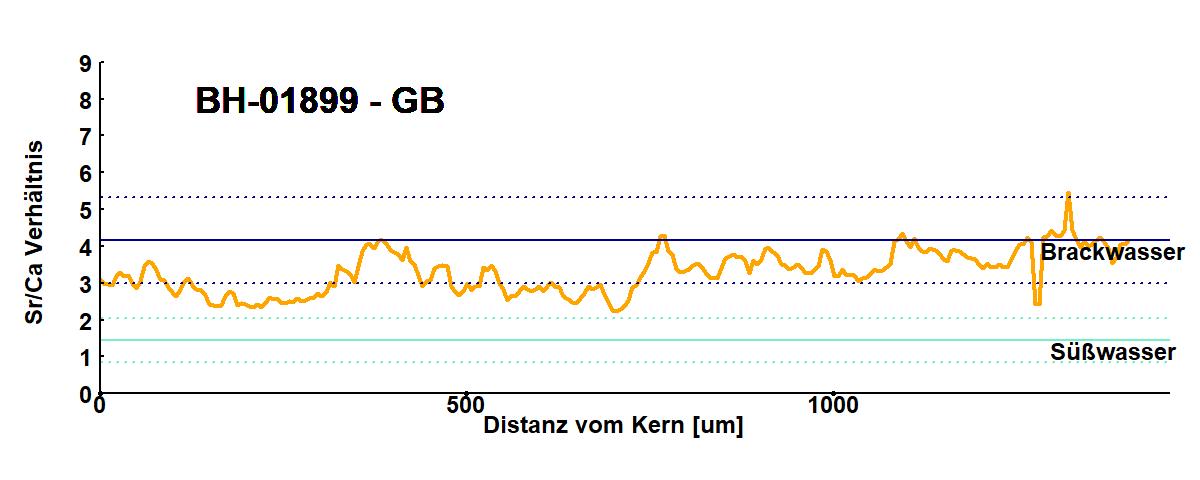 BH-01899 - GB
Sr/Ca Verhältnis
9
8
7
6
5
4
3
2
1
0
Brackwasser
Süßwasser
0 500 1000
Distanz vom Kern [um]